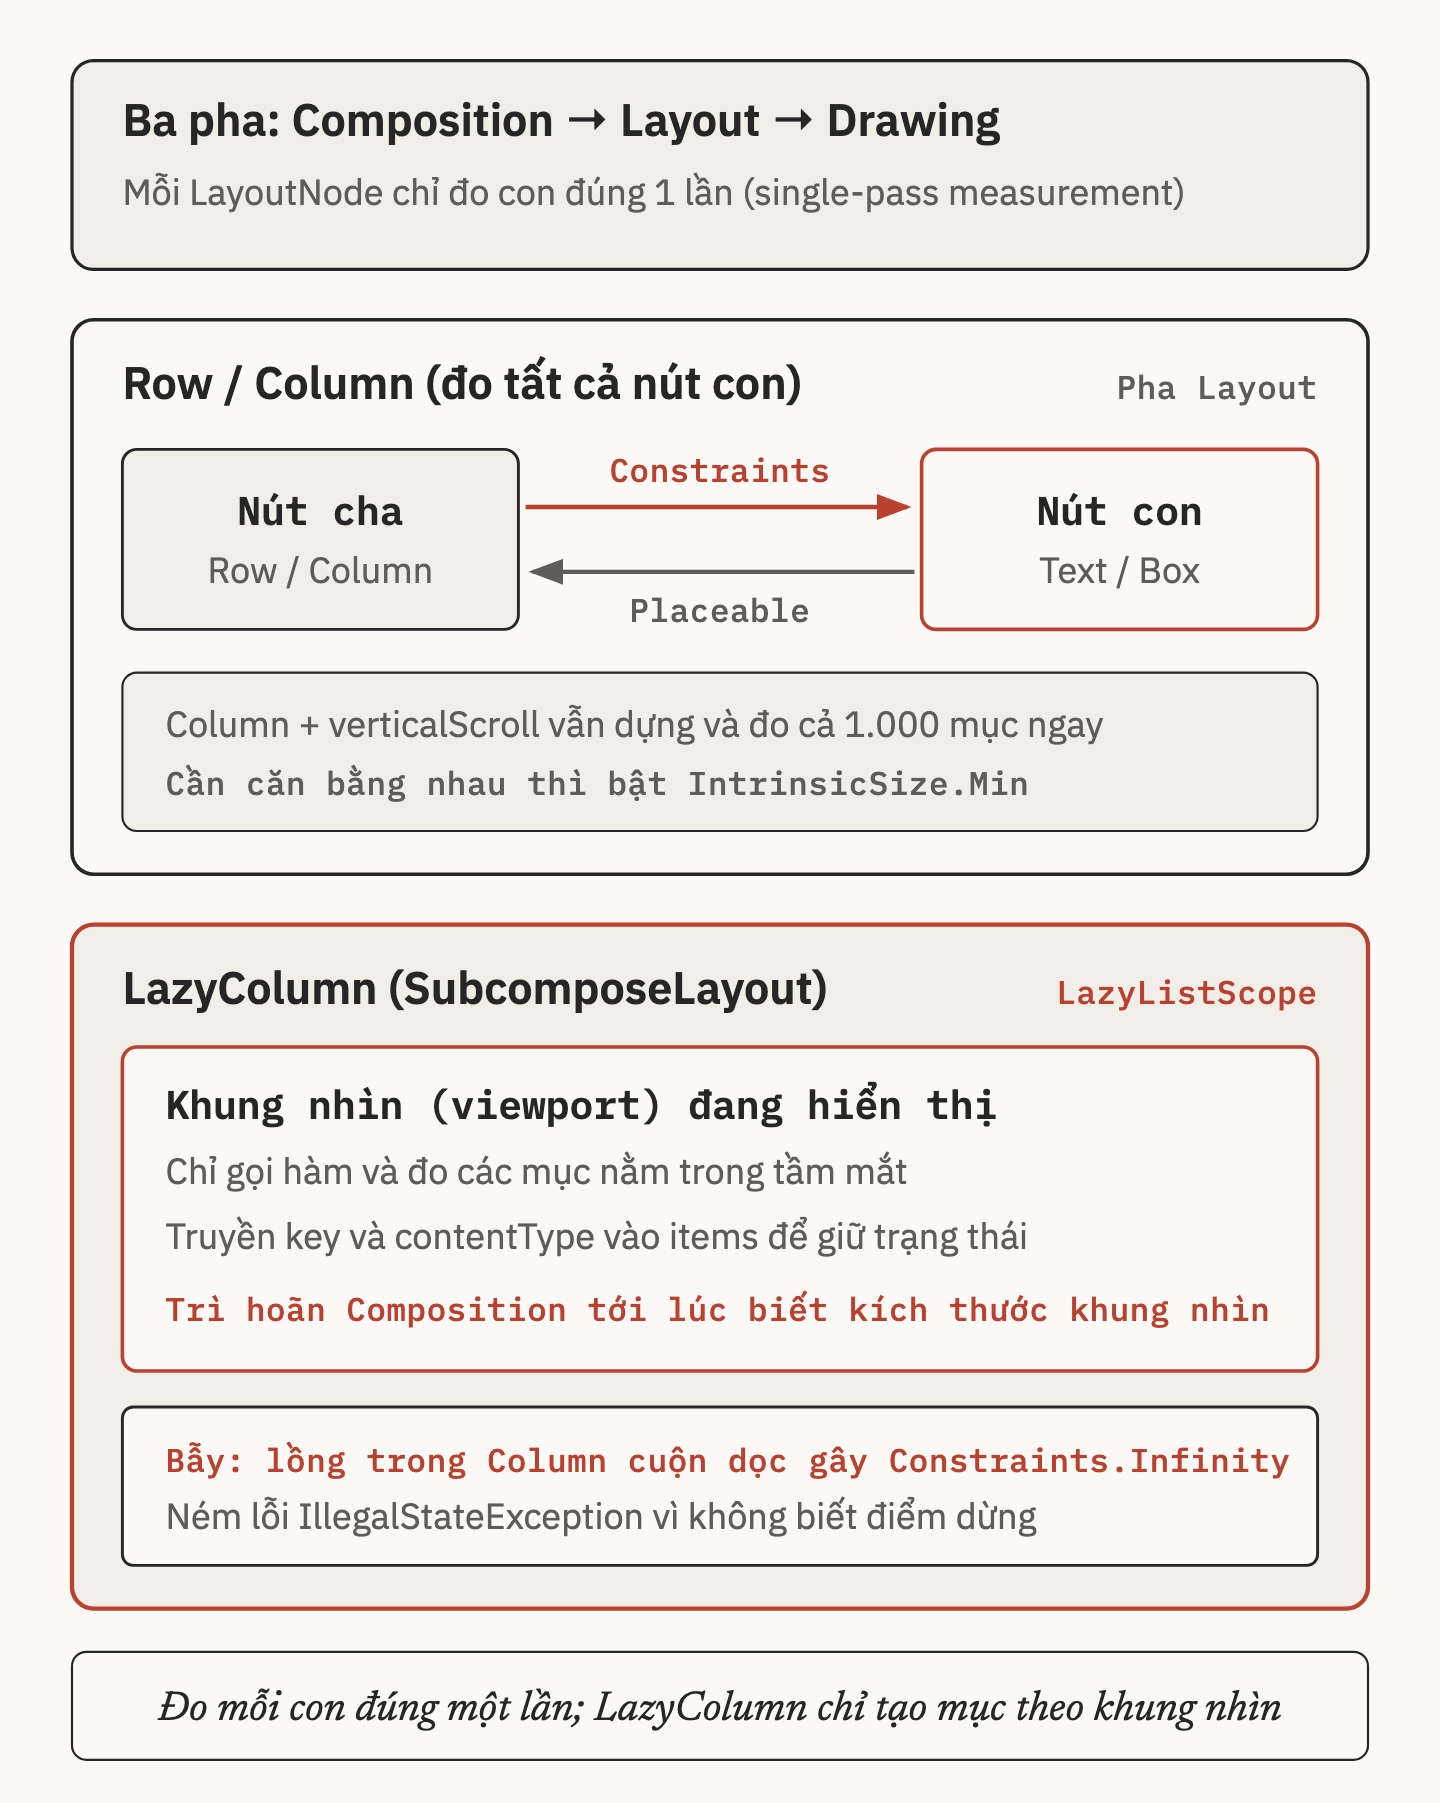 Ba pha: Composition → Layout → Drawing
Mỗi LayoutNode chỉ đo con đúng 1 lần (single-pass measurement)
Row / Column (đo tất cả nút con)
Pha Layout
Nút cha
Row / Column
Constraints
Placeable
Nút con
Text / Box
Column + verticalScroll vẫn dựng và đo cả 1.000 mục ngay
Cần căn bằng nhau thì bật IntrinsicSize.Min
LazyColumn (SubcomposeLayout)
LazyListScope
Khung nhìn (viewport) đang hiển thị
Chỉ gọi hàm và đo các mục nằm trong tầm mắt
Truyền key và contentType vào items để giữ trạng thái
Trì hoãn Composition tới lúc biết kích thước khung nhìn
Bẫy: lồng trong Column cuộn dọc gây Constraints.Infinity
Ném lỗi IllegalStateException vì không biết điểm dừng
Đo mỗi con đúng một lần; LazyColumn chỉ tạo mục theo khung nhìn